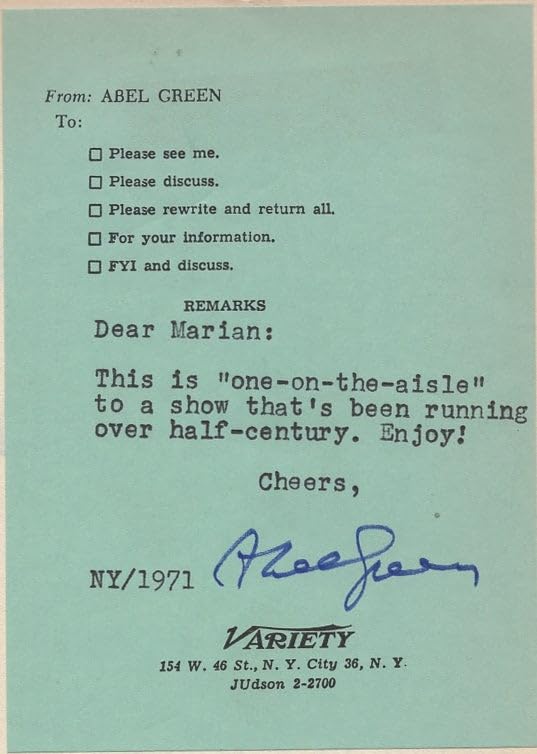 From: ABEL GREEN
To:
☐ Please see me.
☐ Please discuss.
☐ Please rewrite and return all.
☐ For your information.
☐ FYI and discuss.
REMARKS
Dear Marian:
This is "one-on-the-aisle"
to a show that's been running
over half-century. Enjoy!
Cheers,
NY/1971 Abel Green
VARIETY
154 W. 46 St., N. Y. City 36, N. Y.
JUdson 2-2700